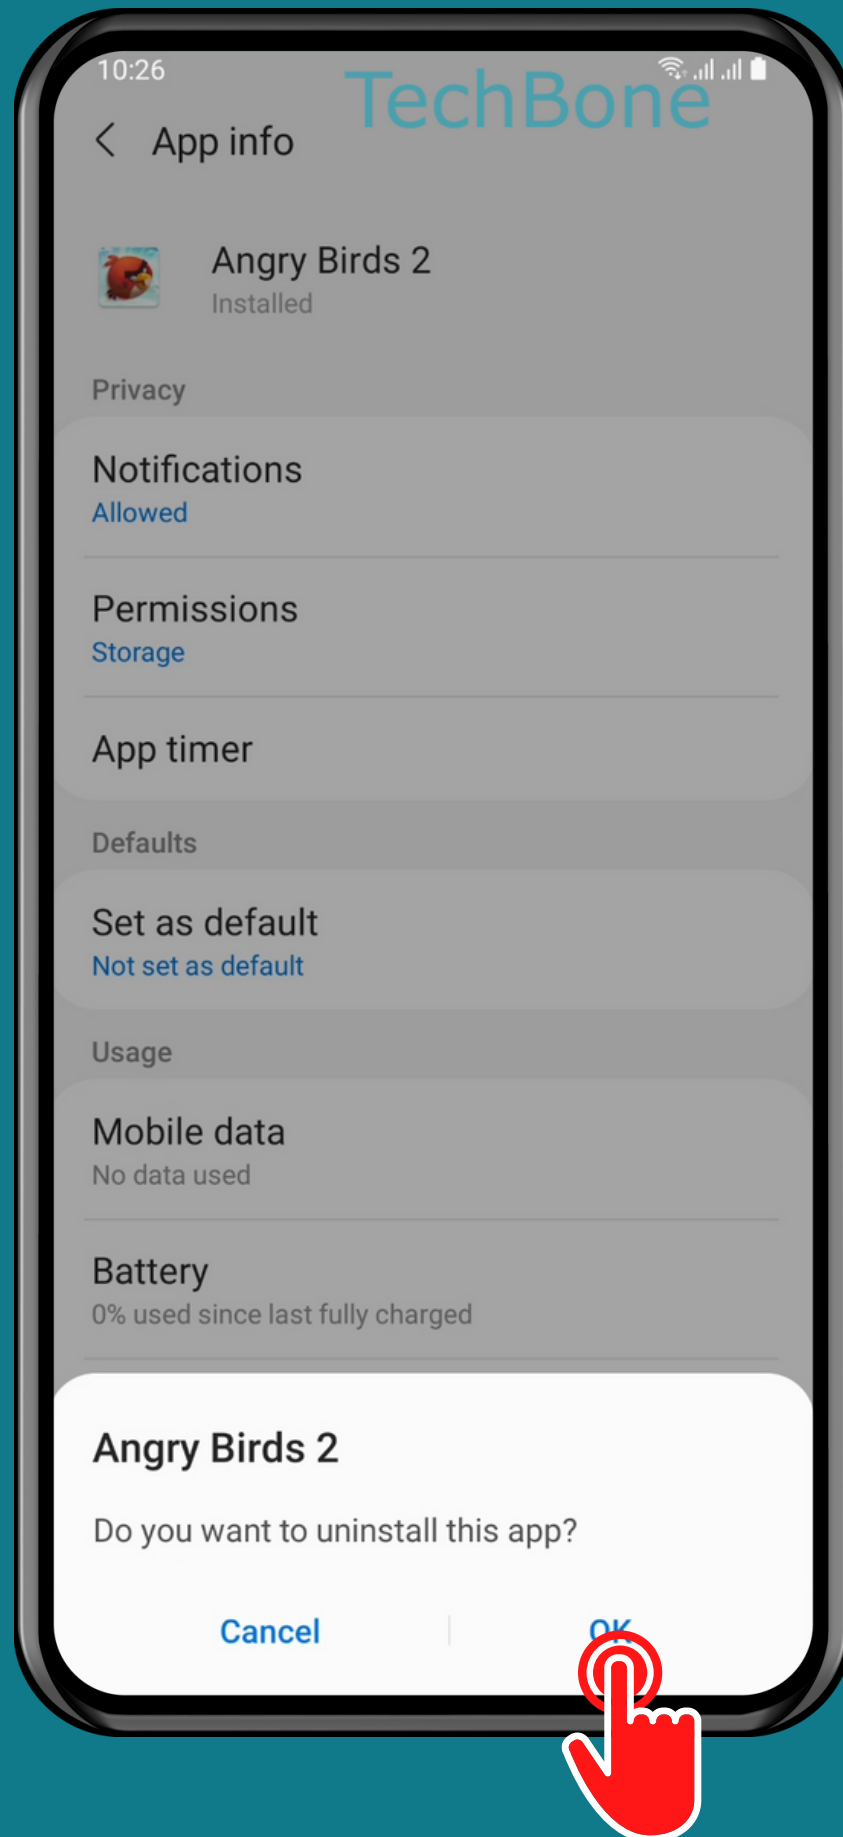 10:26
TechBone
App info
Angry Birds 2
Installed
Privacy
Notifications
Allowed
Permissions
Storage
App timer
Defaults
Set as default
Not set as default
Usage
Mobile data
No data used
Battery
0% used since last fully charged
Angry Birds 2
Do you want to uninstall this app?
Cancel
OK